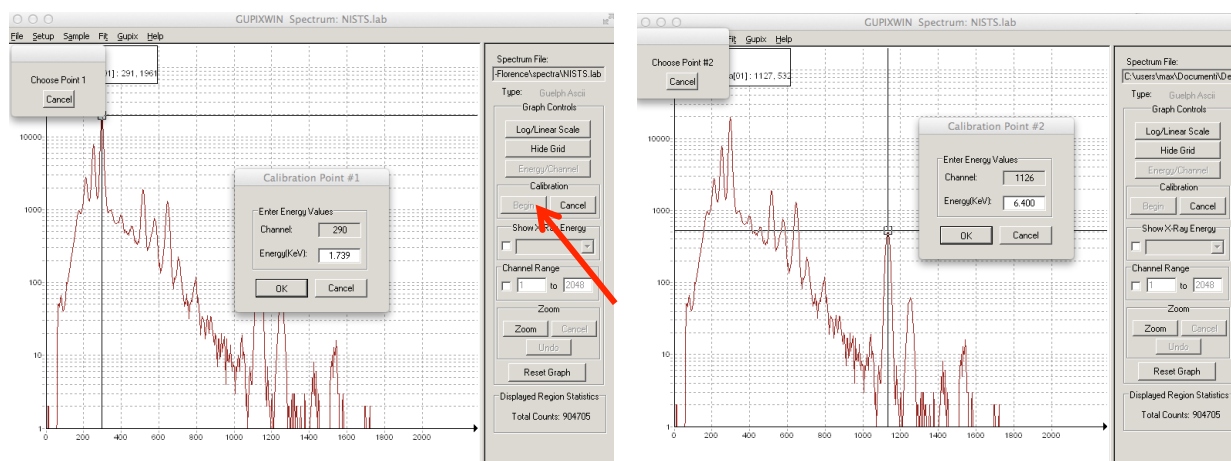 GUPIXWIN Spectrum: NISTS.lab
File Setup Sample Fit Gupix Help
Choose Point 1
Cancel
01] : 291, 1961
10000
1000
100
10
1
0 200 400 600 800 1000 1200 1400 1600 1800 2000
Calibration Point #1
Enter Energy Values
Channel: 290
Energy(KeV): 1.739
OK Cancel
Spectrum File:
-Florence\spectra\NISTS.lab
Type: Guelph Ascii
Graph Controls
Log/Linear Scale
Hide Grid
Energy/Channel
Calibration
Begin Cancel
Show X-Ray Energy
Channel Range
1 to 2048
Zoom
Zoom Cancel
Undo
Reset Graph
Displayed Region Statistics
Total Counts: 904705
GUPIXWIN Spectrum: NISTS.lab
Fit Gupix Help
Choose Point #2
Cancel
a[01] : 1127, 532
10000
1000
100
10
1
0 200 400 600 800 1000 1200 1400 1600 1800 2000
Calibration Point #2
Enter Energy Values
Channel: 1126
Energy(KeV): 6.400
OK Cancel
Spectrum File:
C:\users\max\Documenti\De
Type: Guelph Ascii
Graph Controls
Log/Linear Scale
Hide Grid
Energy/Channel
Calibration
Begin Cancel
Show X-Ray Energy
Channel Range
1 to 2048
Zoom
Zoom Cancel
Undo
Reset Graph
Displayed Region Statistics
Total Counts: 904705